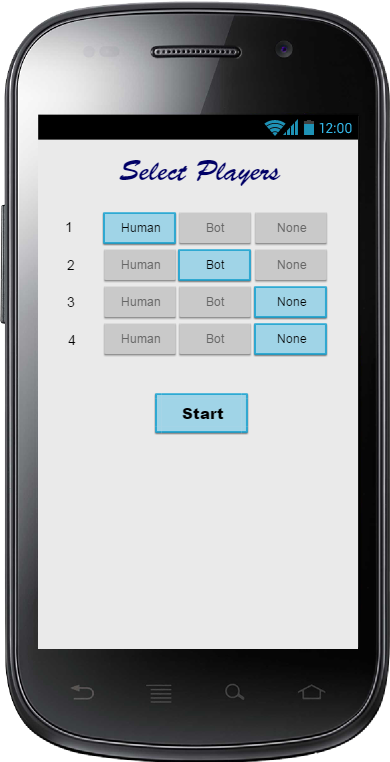 12:00
Select Players
1 Human Bot None
2 Human Bot None
3 Human Bot None
4 Human Bot None
Start